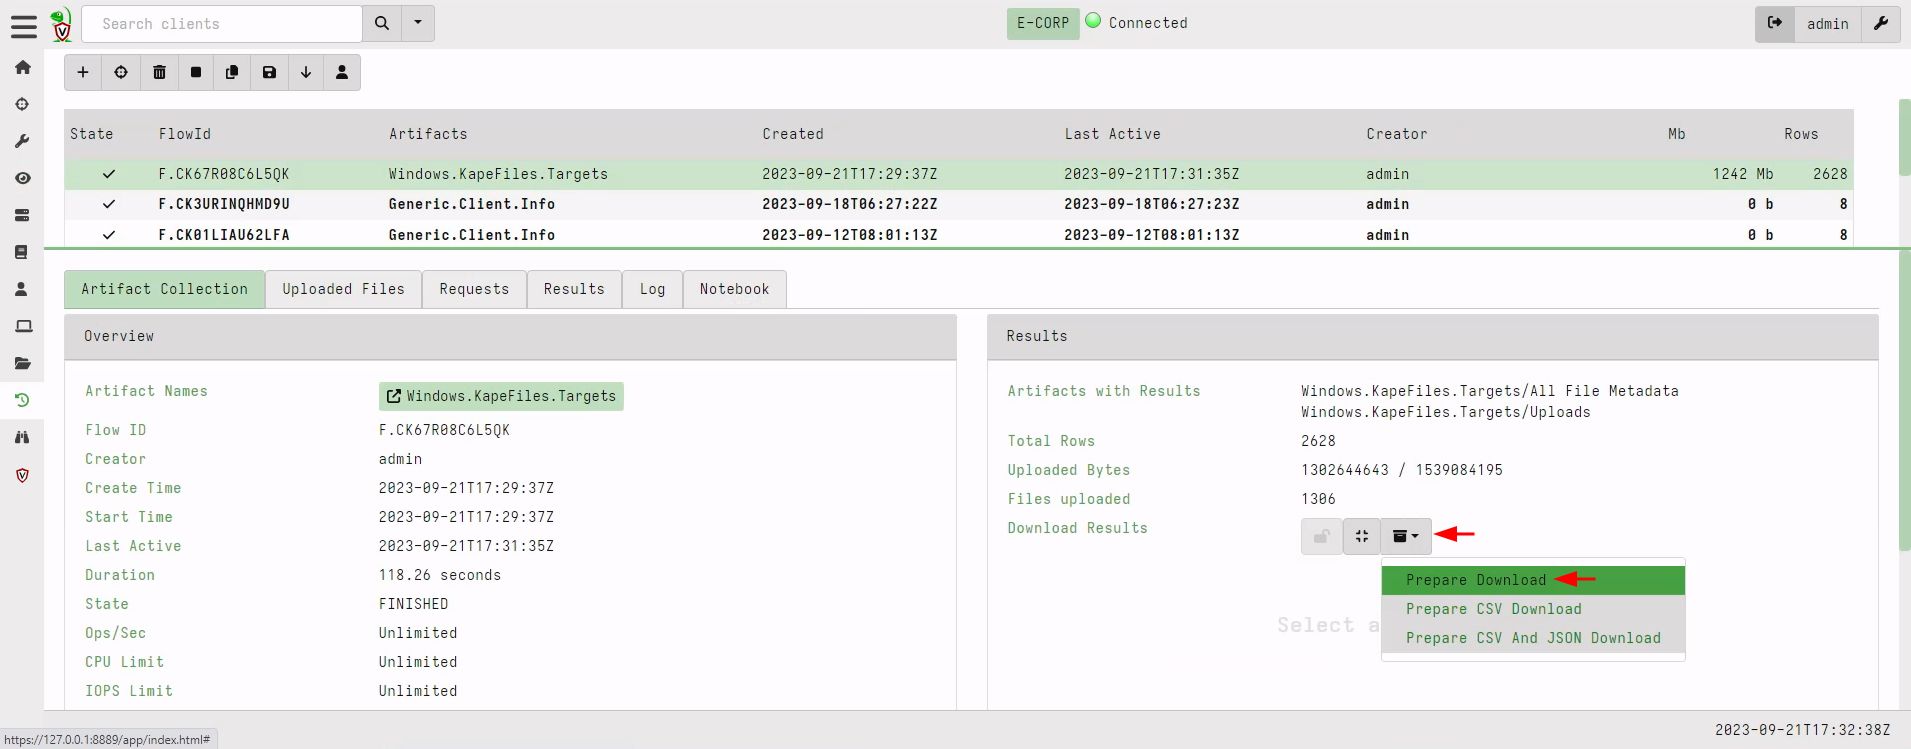 Search clients
E-CORP Connected
admin
State FlowId Artifacts Created Last Active Creator Mb Rows
F.CK67R08C6L5QK Windows.KapeFiles.Targets 2023-09-21T17:29:37Z 2023-09-21T17:31:35Z admin 1242 Mb 2628
F.CK3URINQHMD9U Generic.Client.Info 2023-09-18T06:27:22Z 2023-09-18T06:27:23Z admin 0 b 8
F.CK01LIAU62LFA Generic.Client.Info 2023-09-12T08:01:13Z 2023-09-12T08:01:13Z admin 0 b 8
Artifact Collection Uploaded Files Requests Results Log Notebook
Overview
Artifact Names Windows.KapeFiles.Targets
Flow ID F.CK67R08C6L5QK
Creator admin
Create Time 2023-09-21T17:29:37Z
Start Time 2023-09-21T17:29:37Z
Last Active 2023-09-21T17:31:35Z
Duration 118.26 seconds
State FINISHED
Ops/Sec Unlimited
CPU Limit Unlimited
IOPS Limit Unlimited
Results
Artifacts with Results Windows.KapeFiles.Targets/All File Metadata
Windows.KapeFiles.Targets/Uploads
Total Rows 2628
Uploaded Bytes 1302644643 / 1539084195
Files uploaded 1306
Download Results
Prepare Download
Prepare CSV Download
Select a
Prepare CSV And JSON Download
https://127.0.0.1:8889/app/index.html#
2023-09-21T17:32:38Z